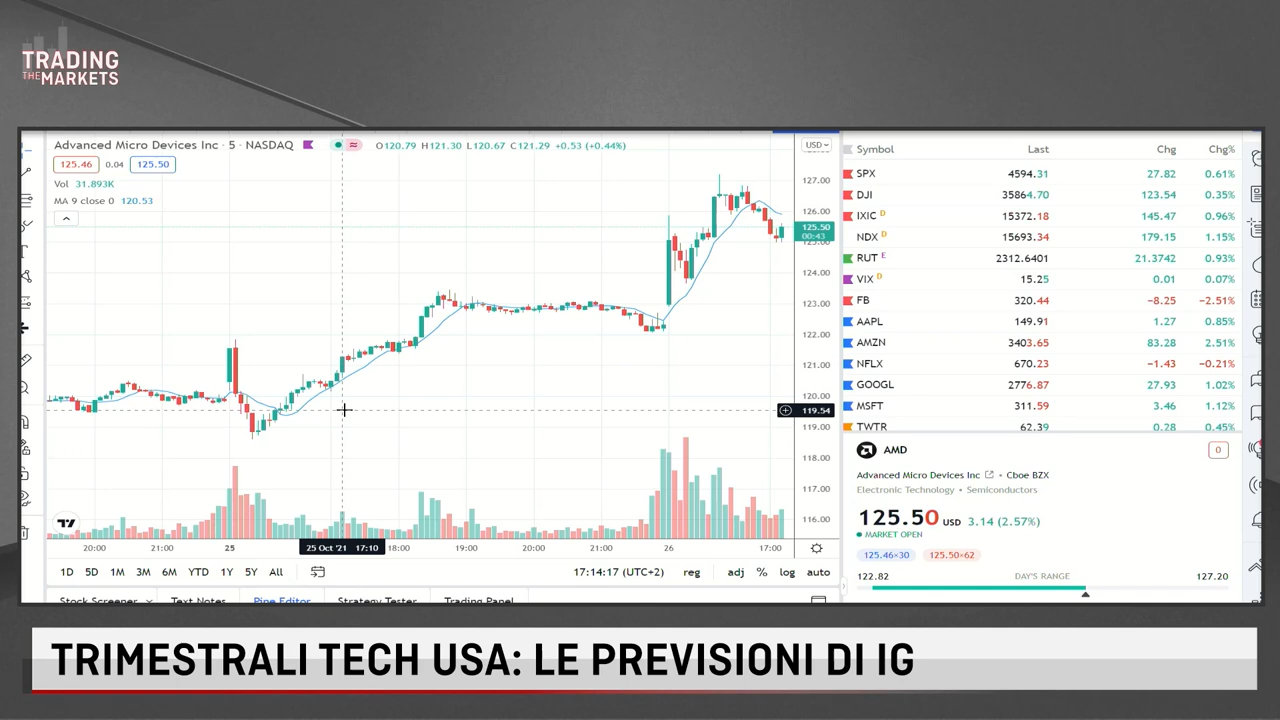 TRADING
THE MARKETS
Advanced Micro Devices Inc · 5 · NASDAQ
O120.79 H121.30 L120.67 C121.29 +0.53 (+0.44%)
125.46 0.04 125.50
Vol 31.893K
MA 9 close 0 120.53
USD
127.00
126.00
125.50
00:43
125.00
124.00
123.00
122.00
121.00
120.00
119.54
119.00
118.00
117.00
116.00
20:00 21:00 25 25 Oct '21 17:10 18:00 19:00 20:00 21:00 26 17:00
1D 5D 1M 3M 6M YTD 1Y 5Y All 17:14:17 (UTC+2) reg adj % log auto
Stock Screener Text Notes Pine Editor Strategy Tester Trading Panel
Symbol Last Chg Chg%
SPX 4594.31 27.82 0.61%
DJI 35864.70 123.54 0.35%
IXIC D 15372.18 145.47 0.96%
NDX D 15693.34 179.15 1.15%
RUT E 2312.6401 21.3742 0.93%
VIX D 15.25 0.01 0.07%
FB 320.44 −8.25 −2.51%
AAPL 149.91 1.27 0.85%
AMZN 3403.65 83.28 2.51%
NFLX 670.23 −1.43 −0.21%
GOOGL 2776.87 27.93 1.02%
MSFT 311.59 3.46 1.12%
TWTR 62.39 0.28 0.45%
AMD 0
Advanced Micro Devices Inc • Cboe BZX
Electronic Technology • Semiconductors
125.50 USD 3.14 (2.57%)
MARKET OPEN
125.46×30 125.50×62
122.82 DAY'S RANGE 127.20
TRIMESTRALI TECH USA: LE PREVISIONI DI IG